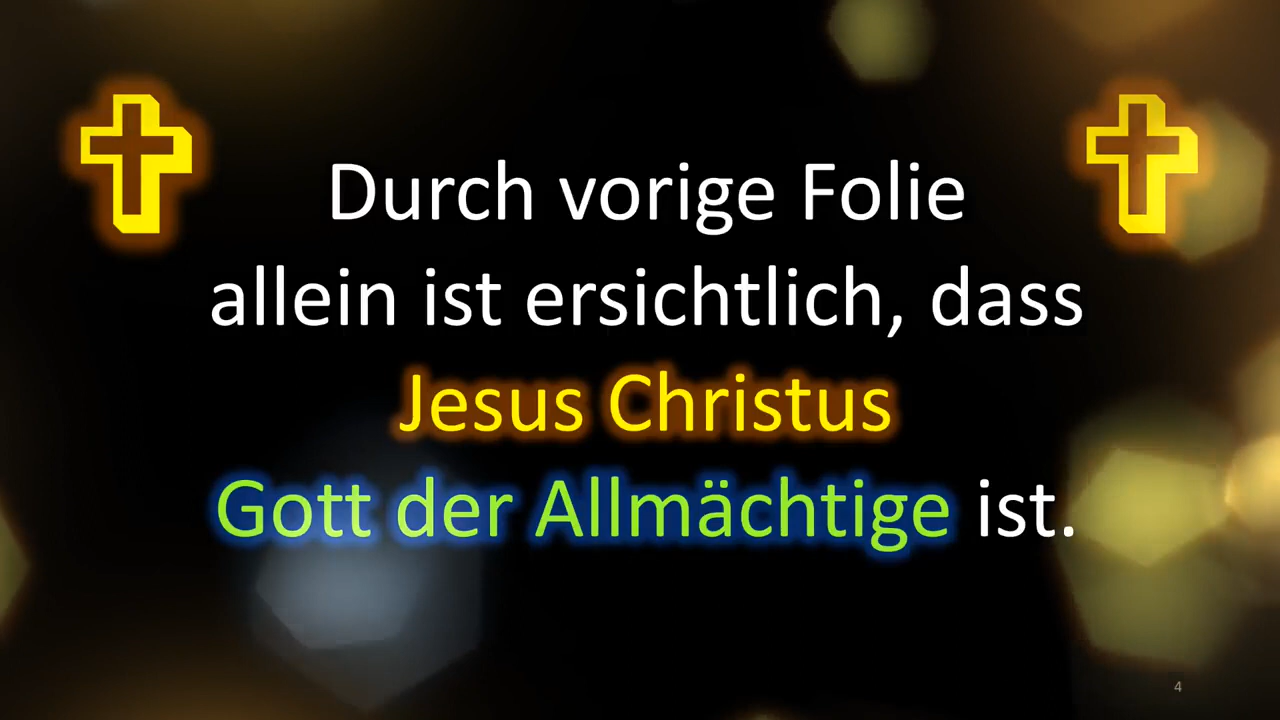 Durch vorige Folie
allein ist ersichtlich, dass
Jesus Christus
Gott der Allmächtige ist.
4